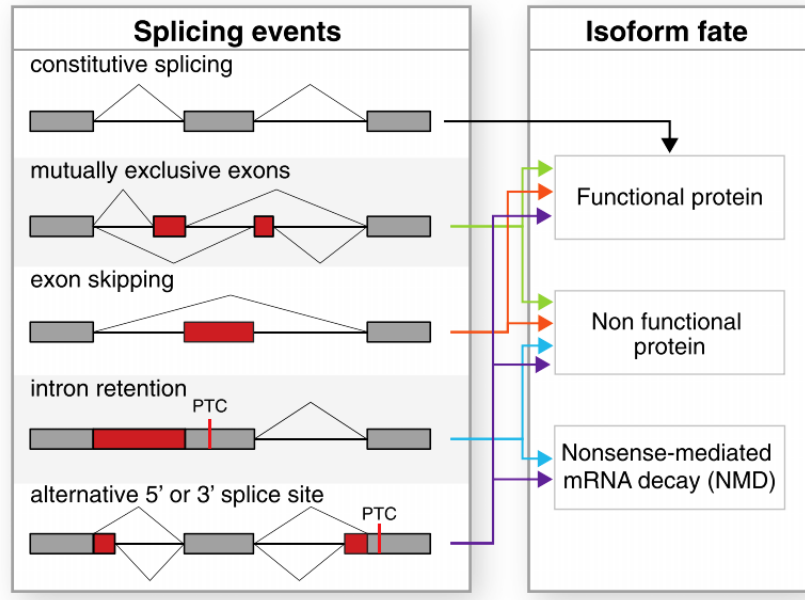 Splicing events
constitutive splicing
mutually exclusive exons
exon skipping
intron retention
PTC
alternative 5’ or 3’ splice site
PTC
Isoform fate
Functional protein
Non functional
protein
Nonsense-mediated
mRNA decay (NMD)